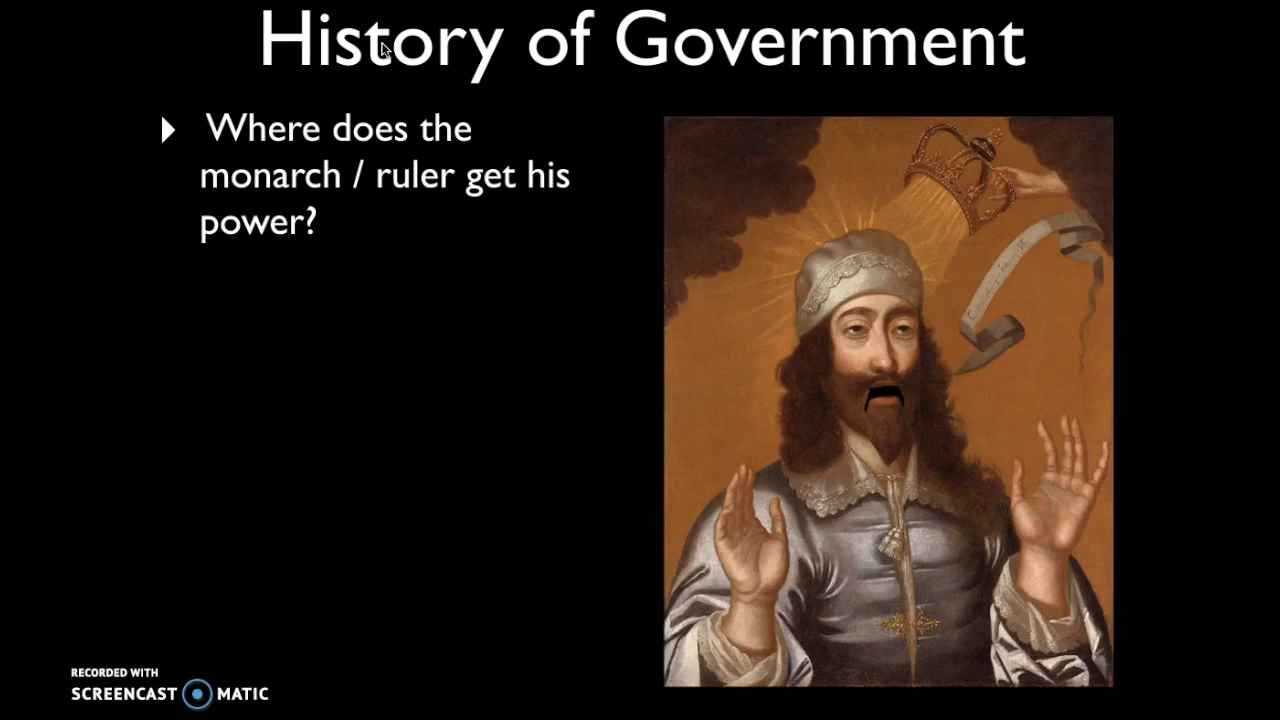 History of Government
Where does the
monarch / ruler get his
power?
RECORDED WITH
SCREENCAST MATIC